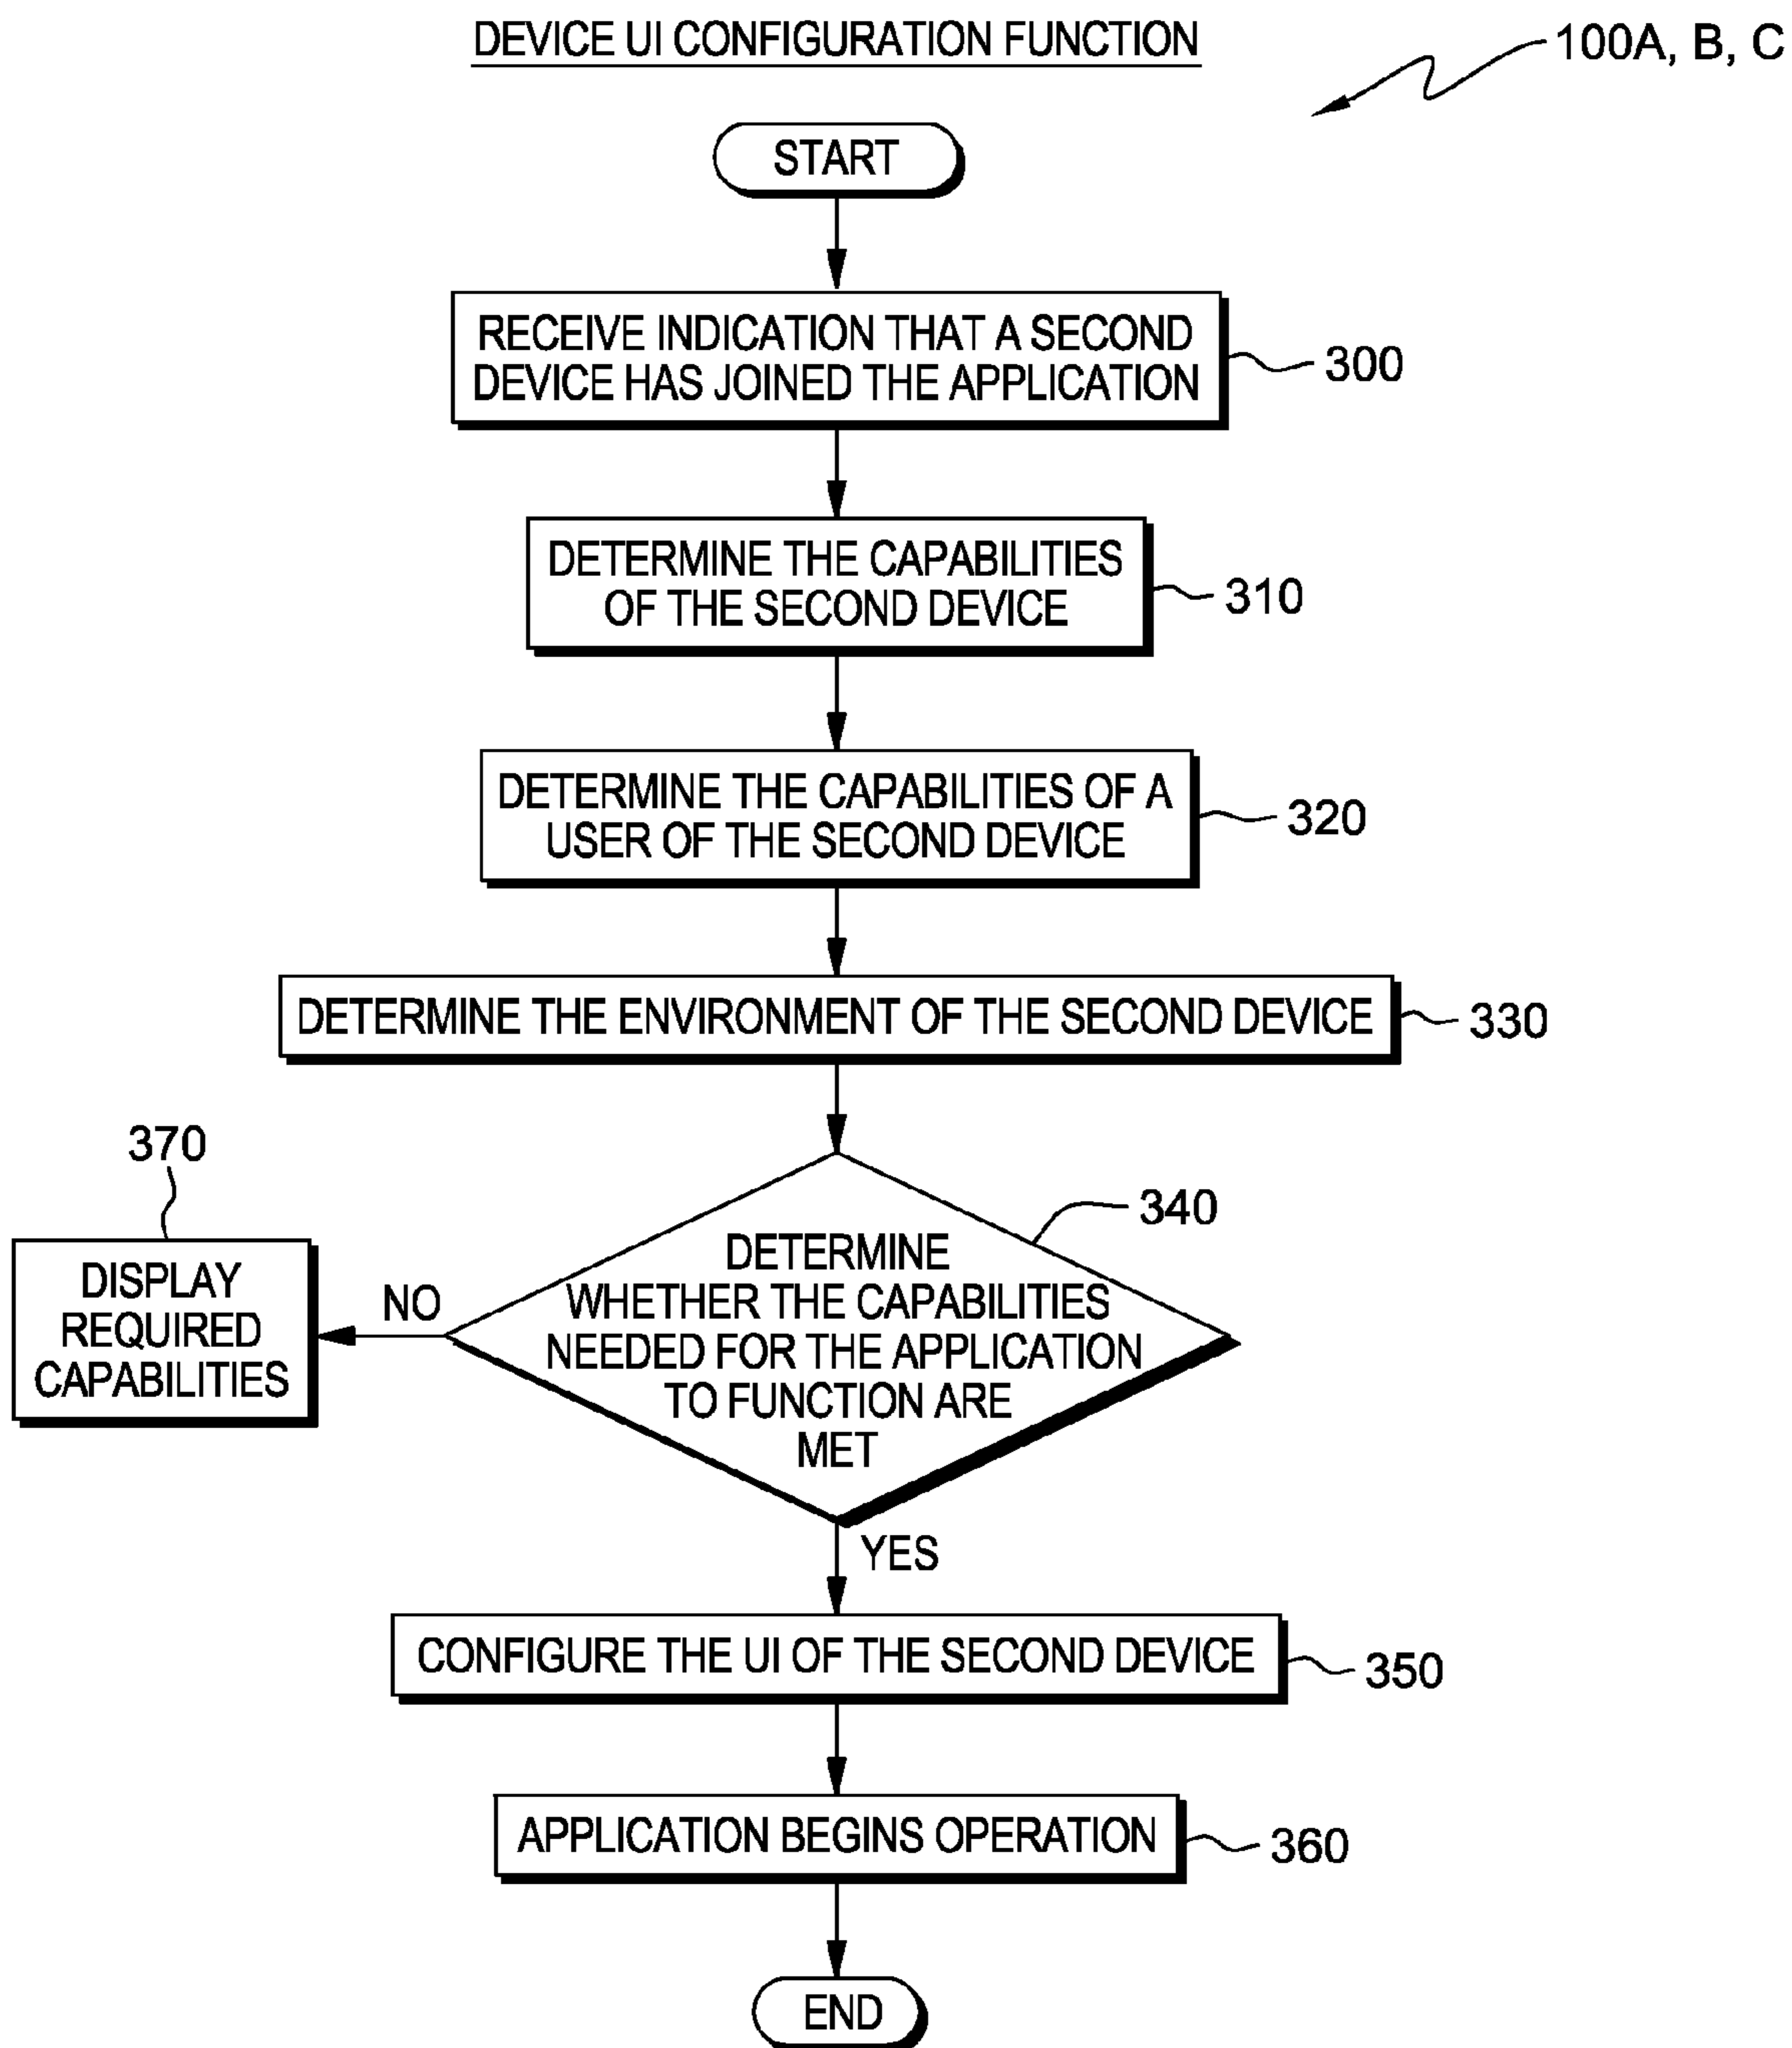 DEVICE UI CONFIGURATION FUNCTION
100A, B, C
START
RECEIVE INDICATION THAT A SECOND
DEVICE HAS JOINED THE APPLICATION
300
DETERMINE THE CAPABILITIES
OF THE SECOND DEVICE
310
DETERMINE THE CAPABILITIES OF A
USER OF THE SECOND DEVICE
320
DETERMINE THE ENVIRONMENT OF THE SECOND DEVICE
330
370
340
DETERMINE
WHETHER THE CAPABILITIES
NEEDED FOR THE APPLICATION
TO FUNCTION ARE
MET
NO
DISPLAY
REQUIRED
CAPABILITIES
YES
CONFIGURE THE UI OF THE SECOND DEVICE
350
APPLICATION BEGINS OPERATION
360
END